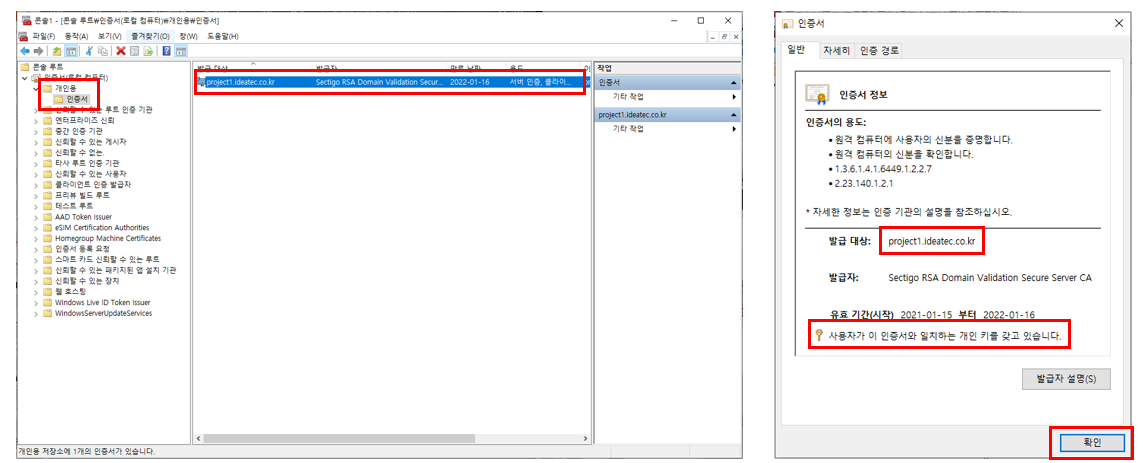 콘솔1 - [콘솔 루트₩인증서(로컬 컴퓨터)₩개인용₩인증서]
파일(F) 동작(A) 보기(V) 즐겨찾기(O) 창(W) 도움말(H)
콘솔 루트
인증서(로컬 컴퓨터)
개인용
인증서
신뢰할 수 있는 루트 인증 기관
엔터프라이즈 신뢰
중간 인증 기관
신뢰할 수 있는 게시자
신뢰할 수 없는.
타사 루트 인증 기관
신뢰할 수 있는 사용자
클라이언트 인증 발급자
프리뷰 빌드 루트
테스트 루트
AAD Token Issuer
eSIM Certification Authorities
Homegroup Machine Certificates
인증서 등록 요청
스마트 카드 신뢰할 수 있는 루트
신뢰할 수 있는 패키지된 앱 설치 기관
신뢰할 수 있는 장치
웹 호스팅
Windows Live ID Token Issuer
WindowsServerUpdateServices
발급 대상 발급자 만료 날짜 용도
project1.ideatec.co.kr Sectigo RSA Domain Validation Secur... 2022-01-16 서버 인증, 클라이...
작업
인증서
기타 작업
project1.ideatec.co.kr
기타 작업
개인용 저장소에 1개의 인증서가 있습니다.
인증서
일반 자세히 인증 경로
인증서 정보
인증서의 용도:
• 원격 컴퓨터에 사용자의 신분을 증명합니다.
• 원격 컴퓨터의 신분을 확인합니다.
• 1.3.6.1.4.1.6449.1.2.2.7
• 2.23.140.1.2.1
* 자세한 정보는 인증 기관의 설명을 참조하십시오.
발급 대상: project1.ideatec.co.kr
발급자: Sectigo RSA Domain Validation Secure Server CA
유효 기간(시작) 2021-01-15 부터 2022-01-16
사용자가 이 인증서와 일치하는 개인 키를 갖고 있습니다.
발급자 설명(S)
확인